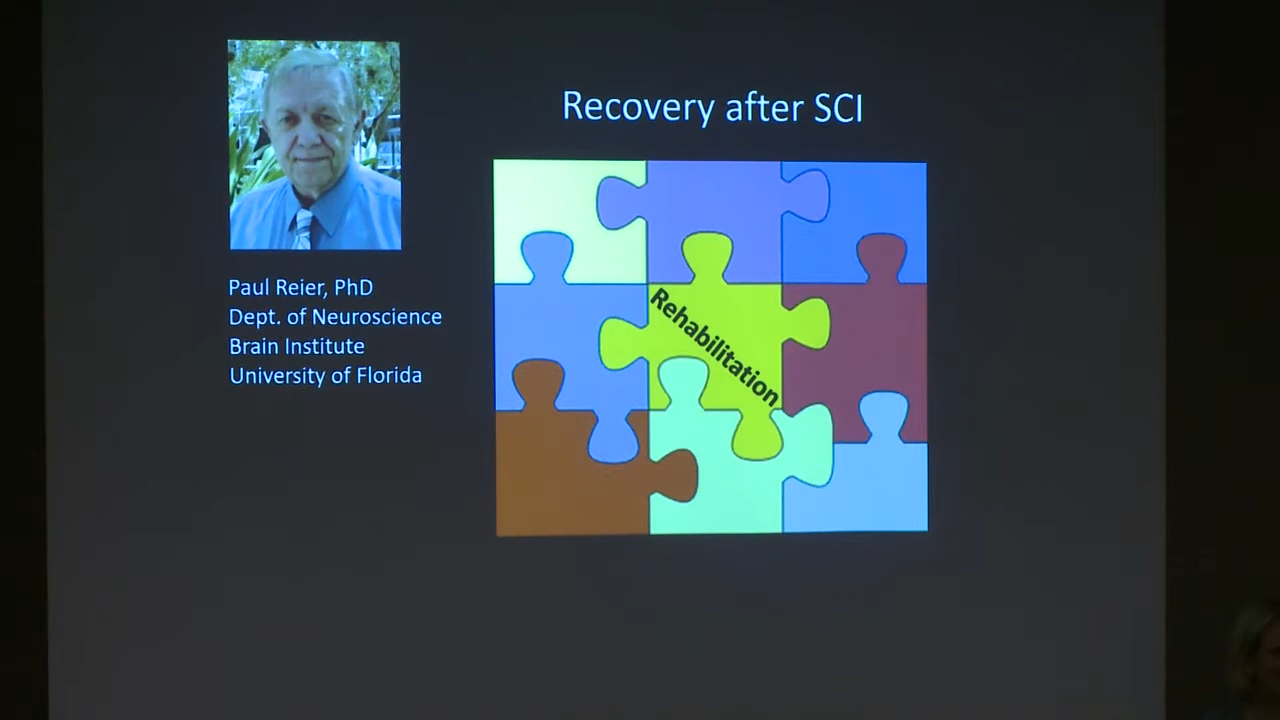 Recovery after SCI
Paul Reier, PhD
Dept. of Neuroscience
Brain Institute
University of Florida
Rehabilitation